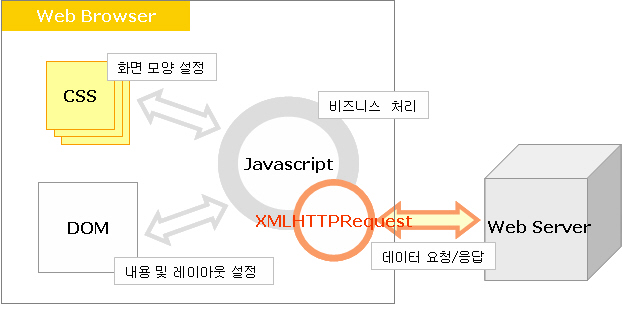 Web Browser
화면 모양 설정
CSS
비즈니스 처리
Javascript
XMLHTTPRequest
DOM
Web Server
데이터 요청/응답
내용 및 레이아웃 설정